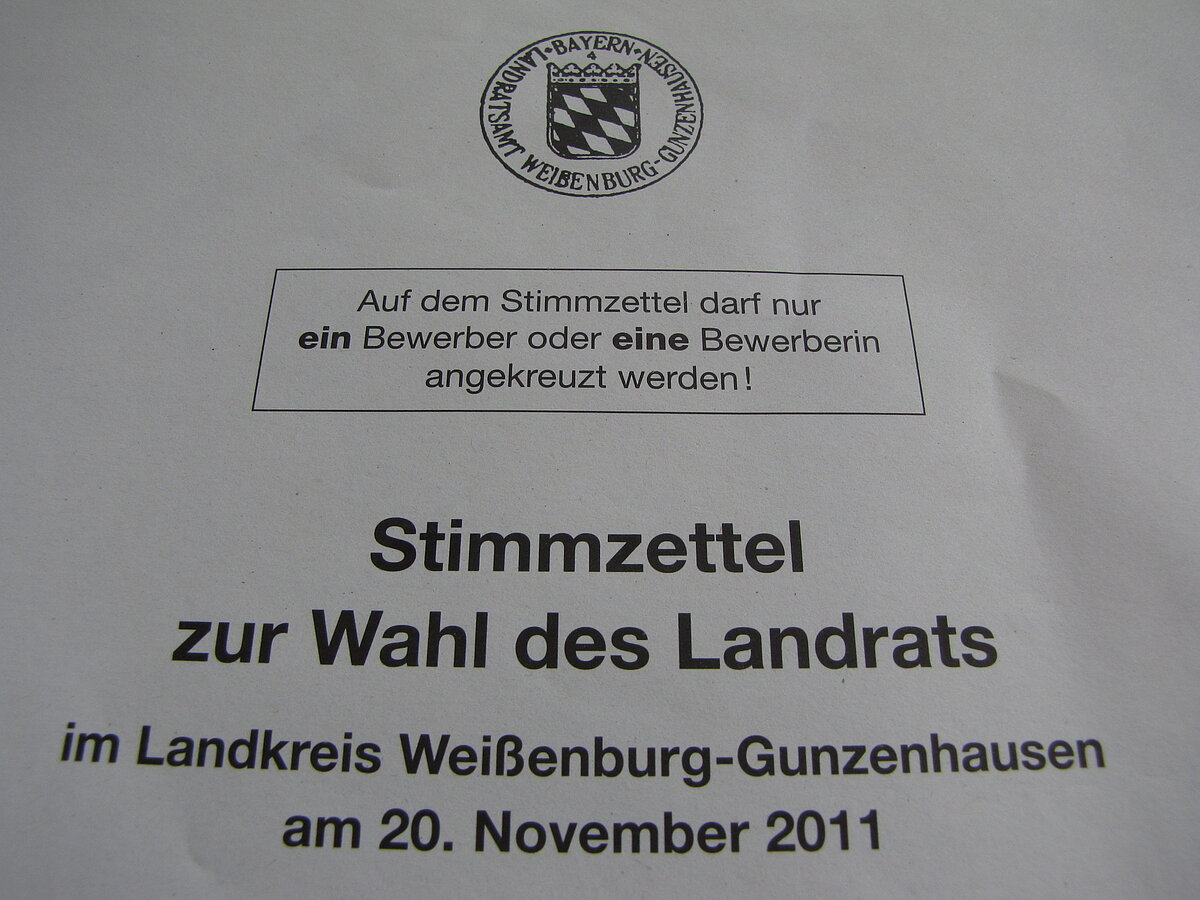 · BAYERN ·
LANDRATSAMT WEIßENBURG-GUNZENHAUSEN
4
Auf dem Stimmzettel darf nur
ein Bewerber oder eine Bewerberin
angekreuzt werden!
Stimmzettel
zur Wahl des Landrats
im Landkreis Weißenburg-Gunzenhausen
am 20. November 2011